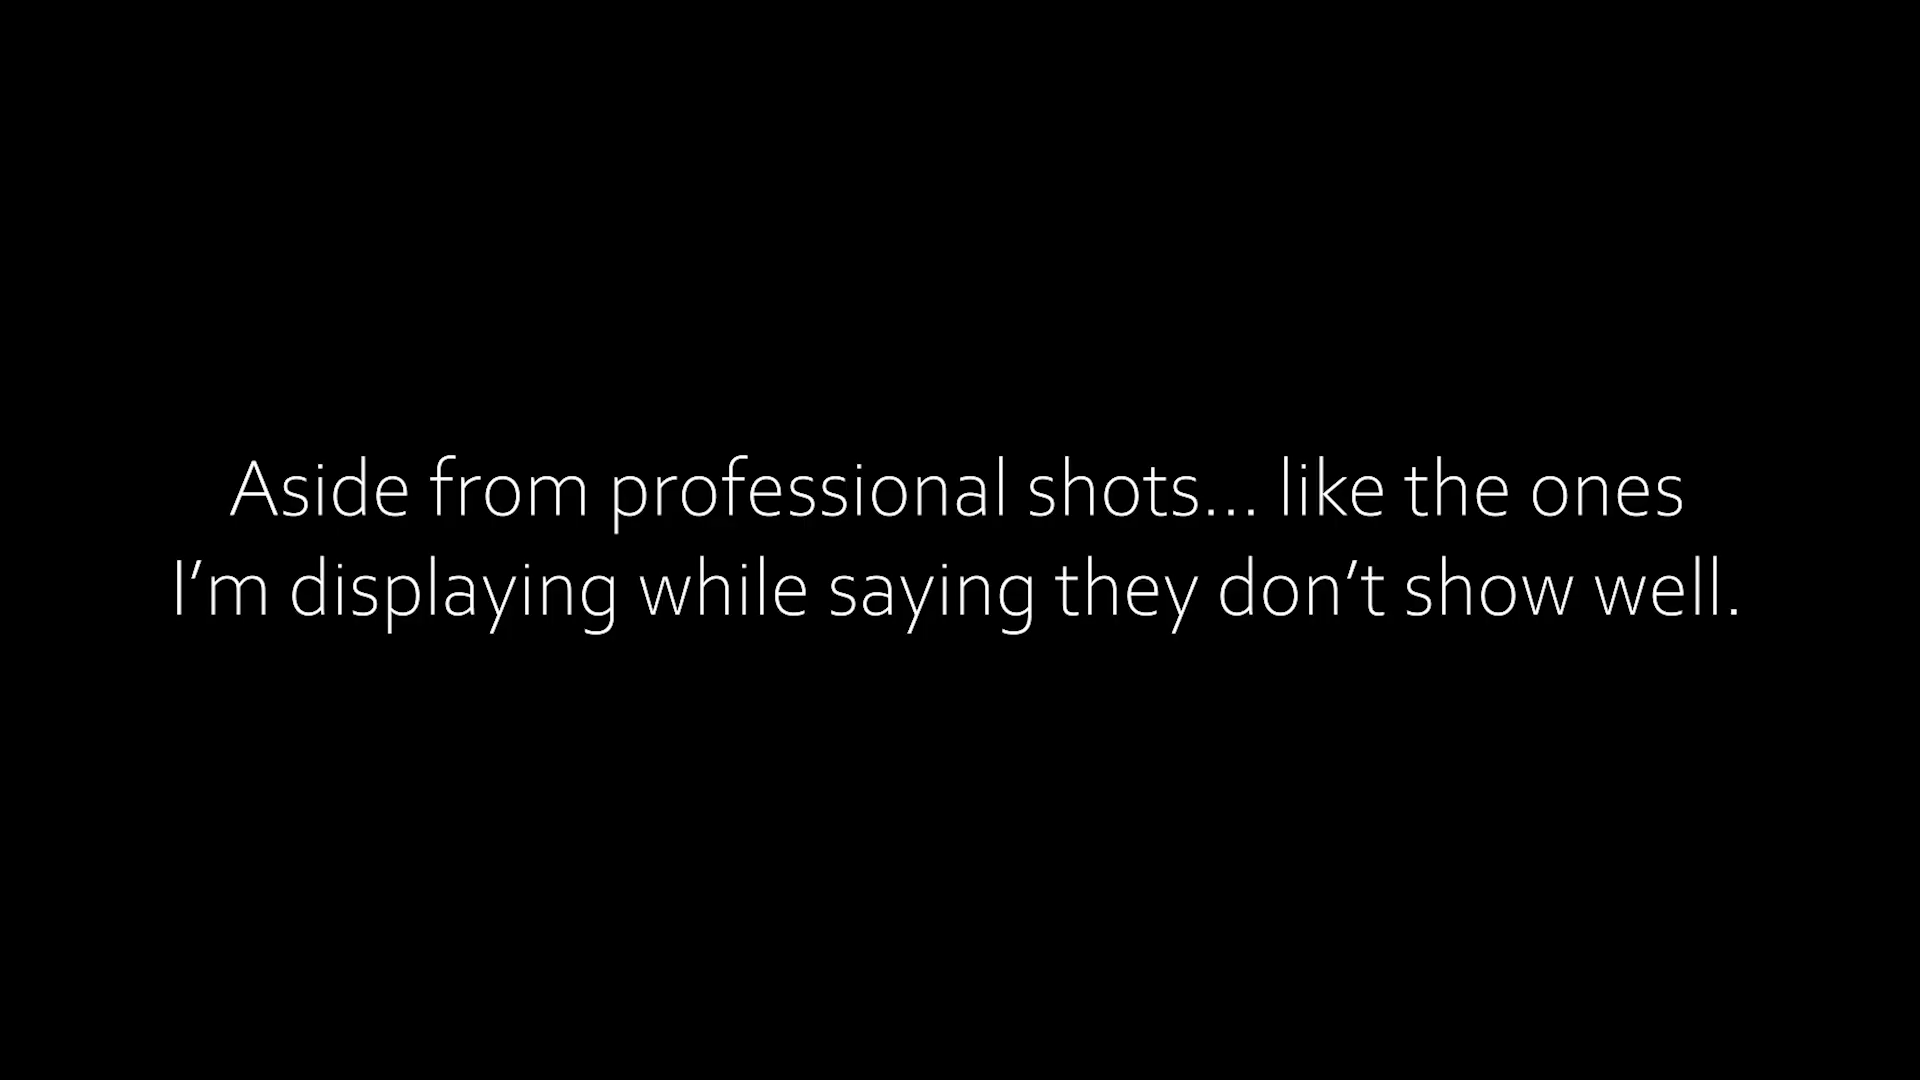 Aside from professional shots... like the ones
I’m displaying while saying they don’t show well.